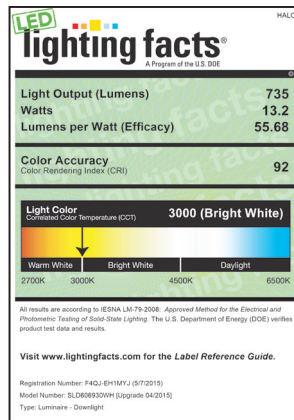 HALO
LED
lighting facts®
A Program of the U.S. DOE
Light Output (Lumens) 735
Watts 13.2
Lumens per Watt (Efficacy) 55.68
Color Accuracy
Color Rendering Index (CRI) 92
Light Color
Correlated Color Temperature (CCT) 3000 (Bright White)
Warm White Bright White Daylight
2700K 3000K 4500K 6500K
All results are according to IESNA LM-79-2008: Approved Method for the Electrical and
Photometric Testing of Solid-State Lighting. The U.S. Department of Energy (DOE) verifies
product test data and results.
Visit www.lightingfacts.com for the Label Reference Guide.
Registration Number: F4QJ-EH1MYJ (5/7/2015)
Model Number: SLD606930WH [Upgrade 04/2015]
Type: Luminaire - Downlight